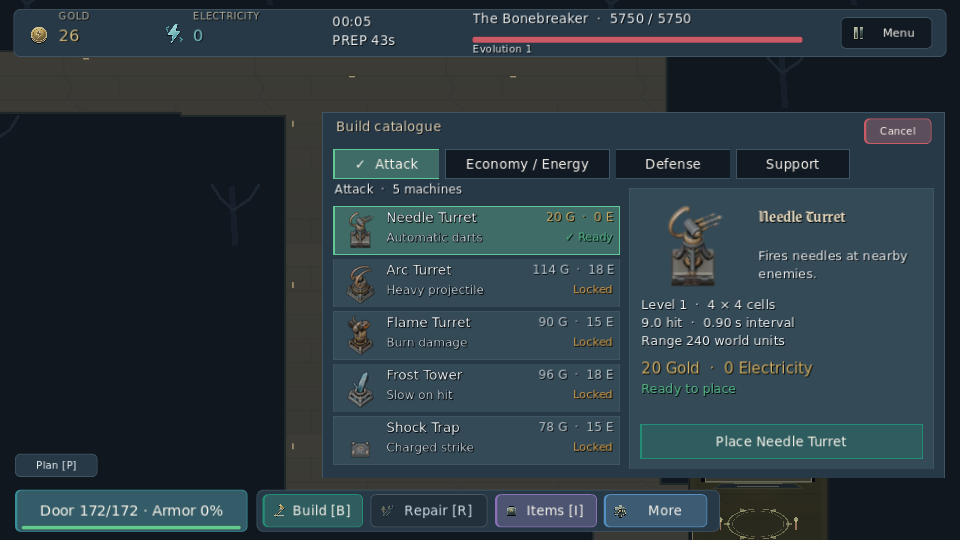 GOLD
26
ELECTRICITY
0
00:05
PREP 43s
The Bonebreaker · 5750 / 5750
Evolution 1
Menu
Build catalogue
Cancel
✓ Attack
Economy / Energy
Defense
Support
Attack · 5 machines
Needle Turret
20 G · 0 E
Automatic darts
✓ Ready
Arc Turret
114 G · 18 E
Heavy projectile
Locked
Flame Turret
90 G · 15 E
Burn damage
Locked
Frost Tower
96 G · 18 E
Slow on hit
Locked
Shock Trap
78 G · 15 E
Charged strike
Locked
Needle Turret
Fires needles at nearby
enemies.
Level 1 · 4 × 4 cells
9.0 hit · 0.90 s interval
Range 240 world units
20 Gold · 0 Electricity
Ready to place
Place Needle Turret
Plan [P]
Door 172/172 · Armor 0%
Build [B]
Repair [R]
Items [I]
More